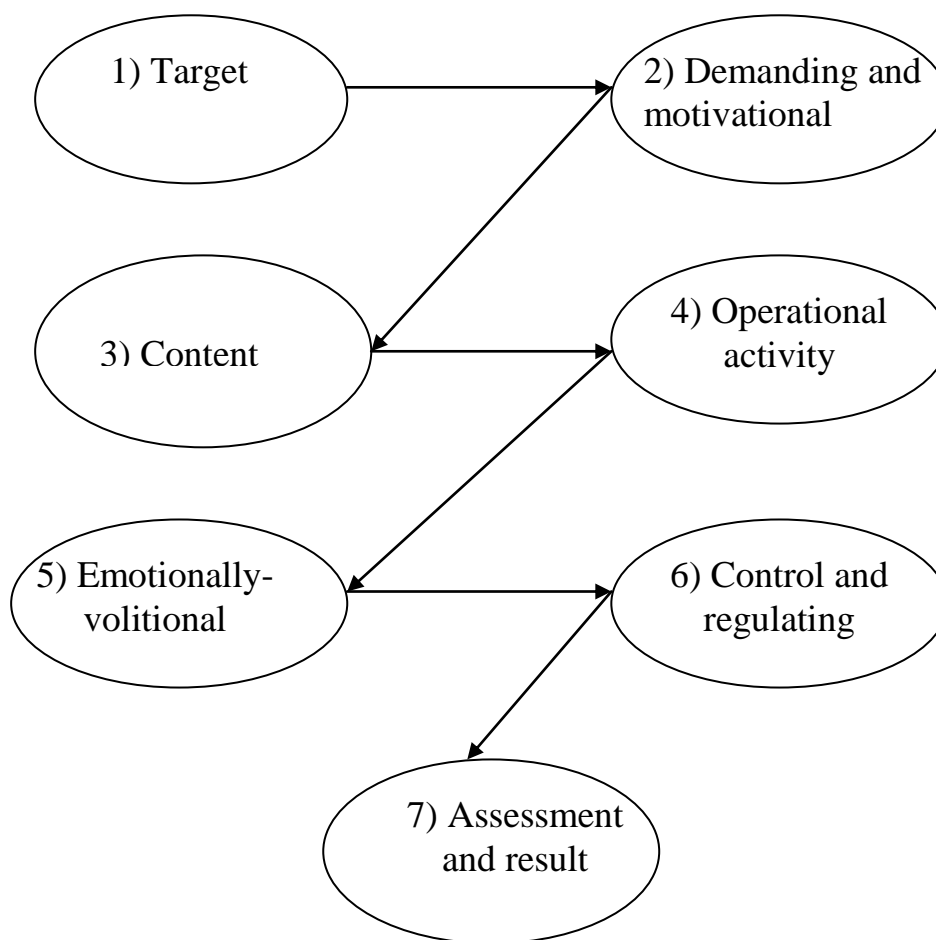 1) Target
2) Demanding and
motivational
3) Content
4) Operational
activity
5) Emotionally-
volitional
6) Control and
regulating
7) Assessment
and result